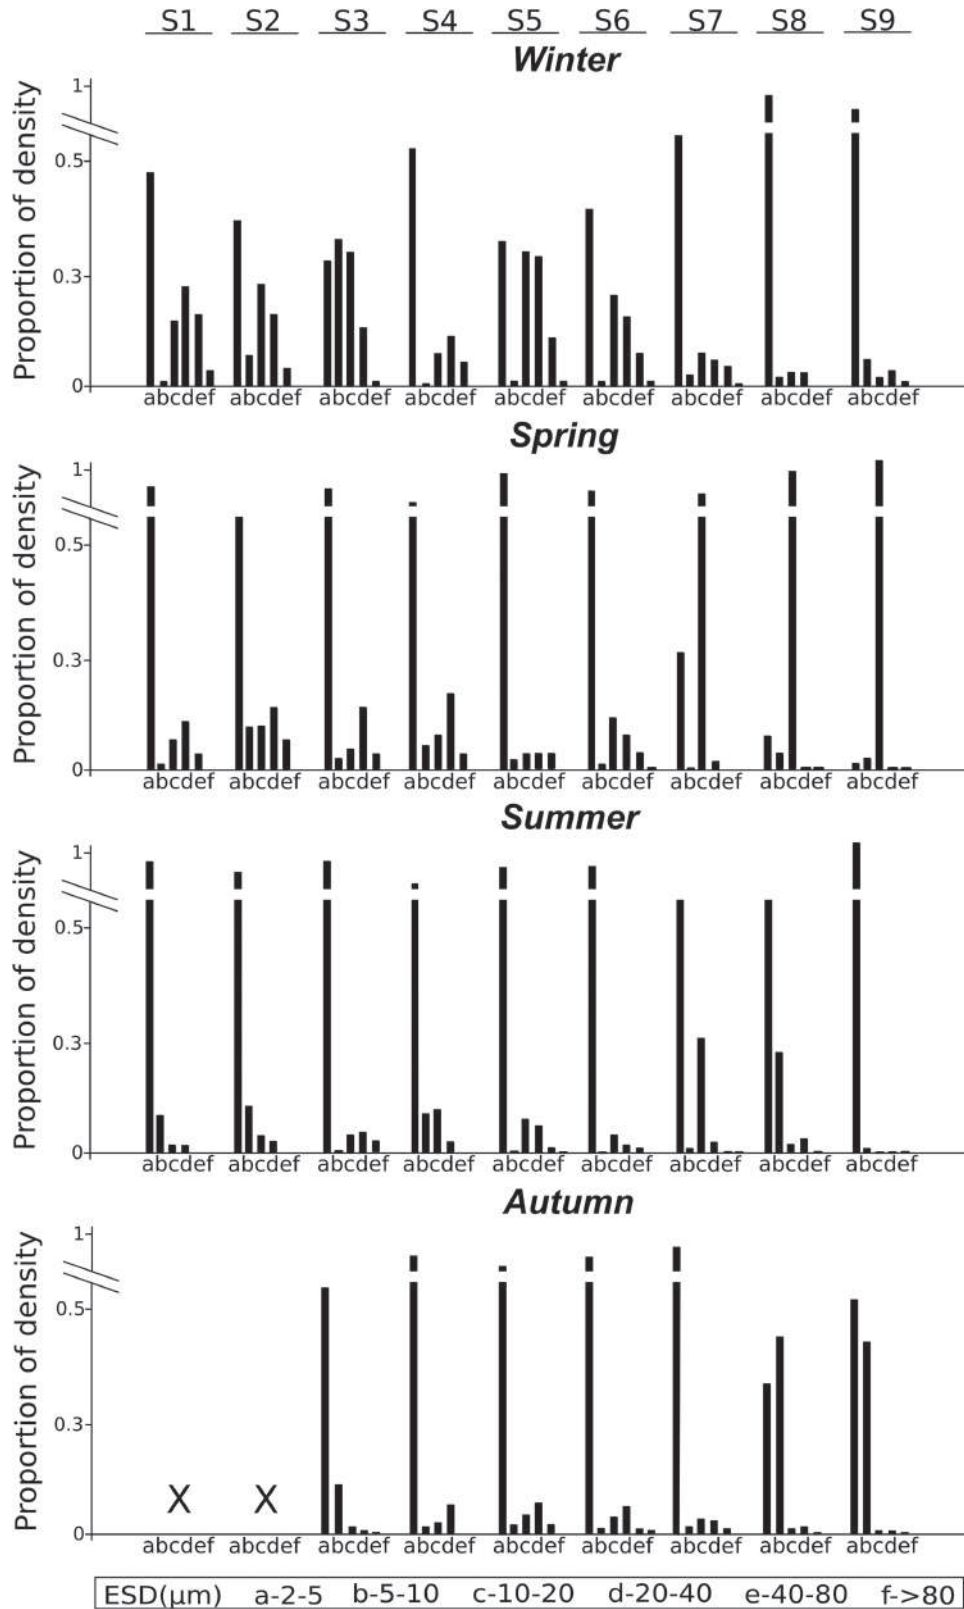 S1 S2 S3 S4 S5 S6 S7 S8 S9
Winter
Proportion of density
1
0.5
0.3
0
abcdef abcdef abcdef abcdef abcdef abcdef abcdef abcdef abcdef
Spring
Proportion of density
1
0.5
0.3
0
abcdef abcdef abcdef abcdef abcdef abcdef abcdef abcdef abcdef
Summer
Proportion of density
1
0.5
0.3
0
abcdef abcdef abcdef abcdef abcdef abcdef abcdef abcdef abcdef
Autumn
Proportion of density
1
0.5
0.3
X X
0
abcdef abcdef abcdef abcdef abcdef abcdef abcdef abcdef abcdef
ESD(µm) a-2-5 b-5-10 c-10-20 d-20-40 e-40-80 f->80